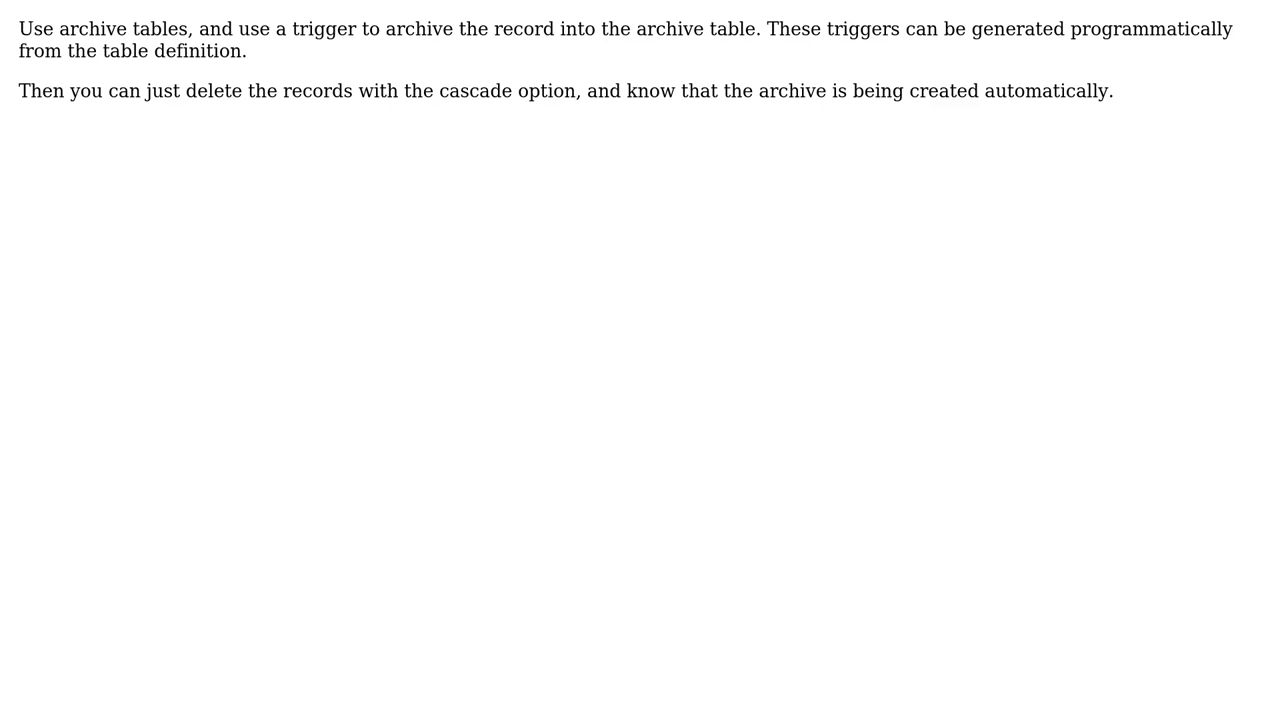 Use archive tables, and use a trigger to archive the record into the archive table. These triggers can be generated programmatically
from the table definition.
Then you can just delete the records with the cascade option, and know that the archive is being created automatically.